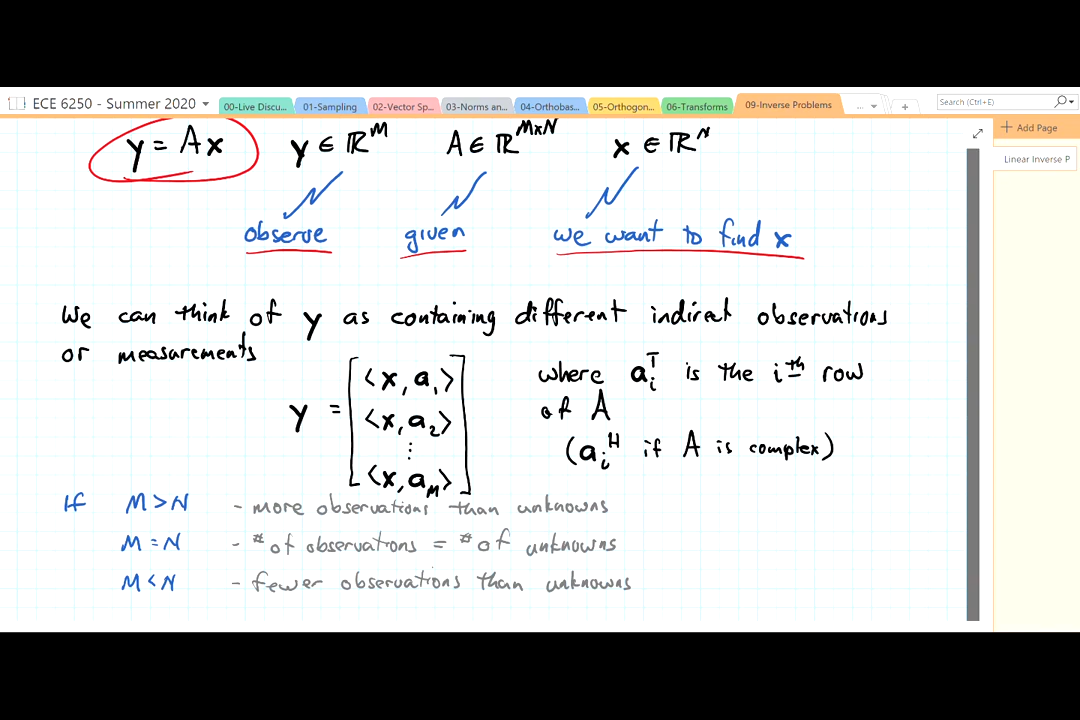 ECE 6250 - Summer 2020
00-Live Discu...
01-Sampling
02-Vector Sp...
03-Norms an...
04-Orthobas...
05-Orthogon...
06-Transforms
09-Inverse Problems
...
Search (Ctrl+E)
Add Page
Linear Inverse P
y = Ax y ∈ ℝ^M A ∈ ℝ^{M×N} x ∈ ℝ^N
observe given we want to find x
We can think of y as containing different indirect observations
or measurements
y = [⟨x, a₁⟩
⟨x, a₂⟩
⋮
⟨x, a_M⟩]
where a_i^T is the i^th row
of A
(a_i^H if A is complex)
If M > N - more observations than unknowns
M = N - # of observations = # of unknowns
M < N - fewer observations than unknowns